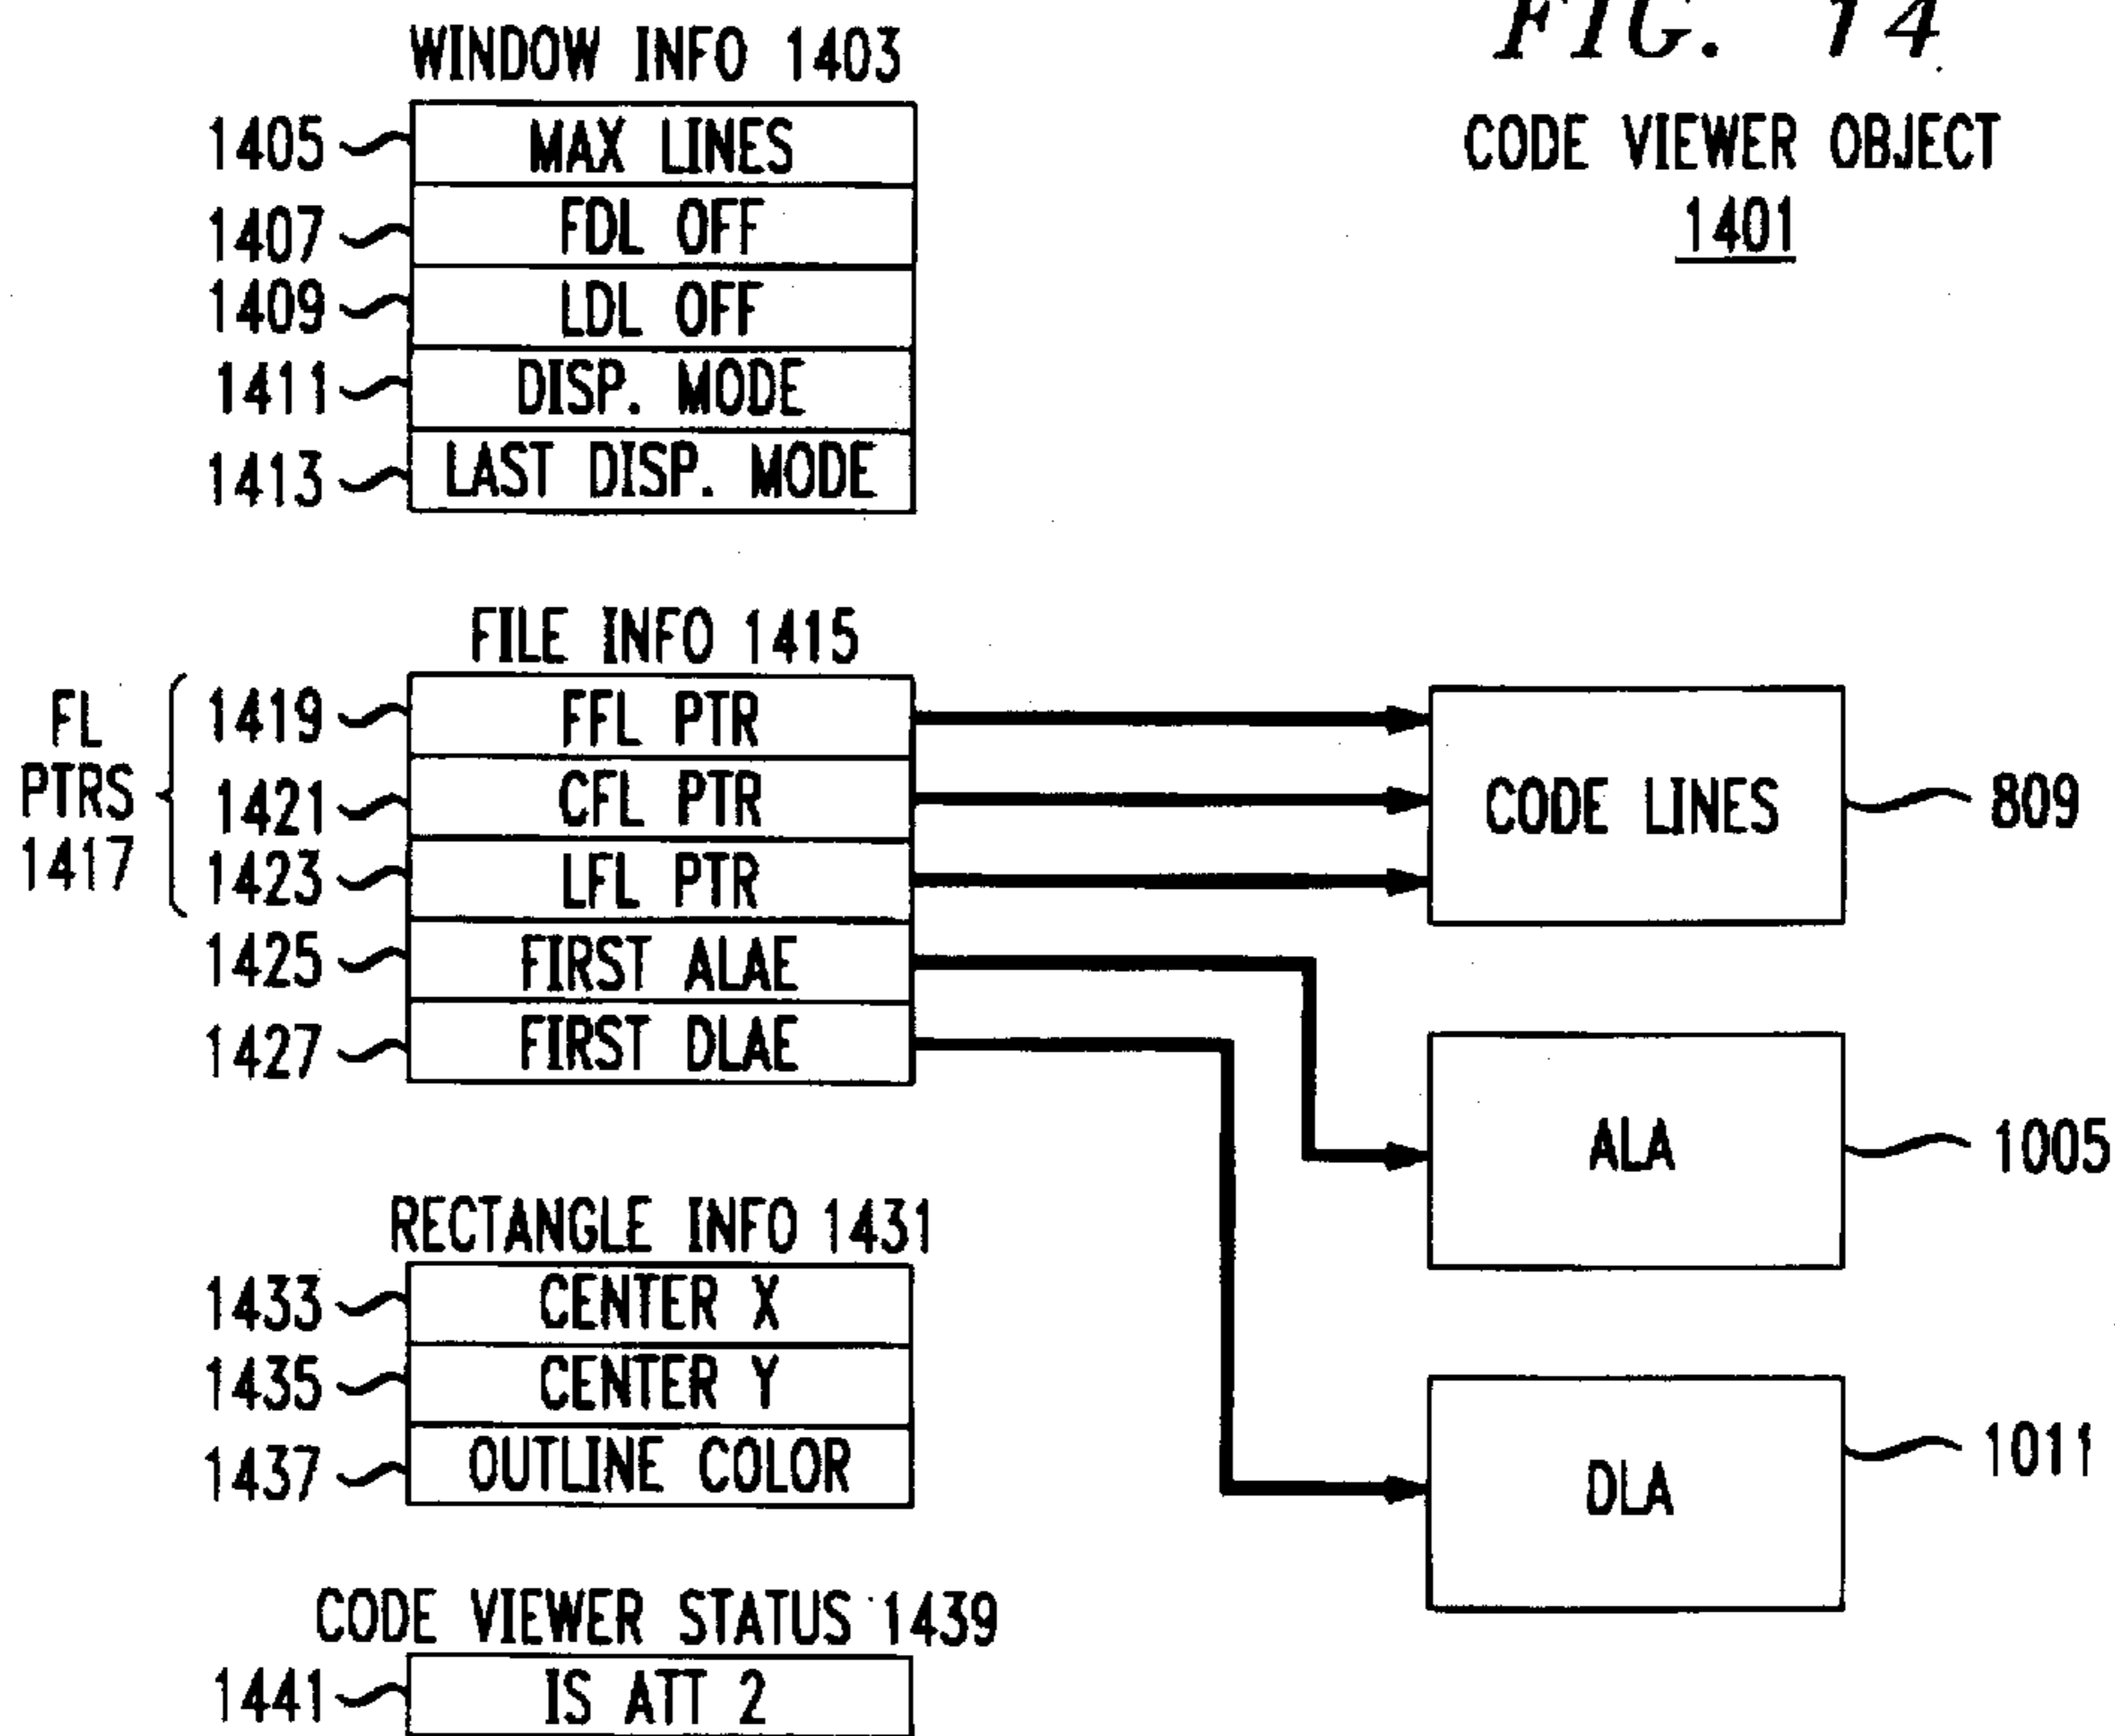 FIG. 14
CODE VIEWER OBJECT
1401
WINDOW INFO 1403
1405 MAX LINES
1407 FDL OFF
1409 LDL OFF
1411 DISP. MODE
1413 LAST DISP. MODE
FILE INFO 1415
FL PTRS 1417
1419 FFL PTR
1421 CFL PTR
1423 LFL PTR
1425 FIRST ALAE
1427 FIRST DLAE
CODE LINES 809
ALA 1005
DLA 1011
RECTANGLE INFO 1431
1433 CENTER X
1435 CENTER Y
1437 OUTLINE COLOR
CODE VIEWER STATUS 1439
1441 IS ATT 2